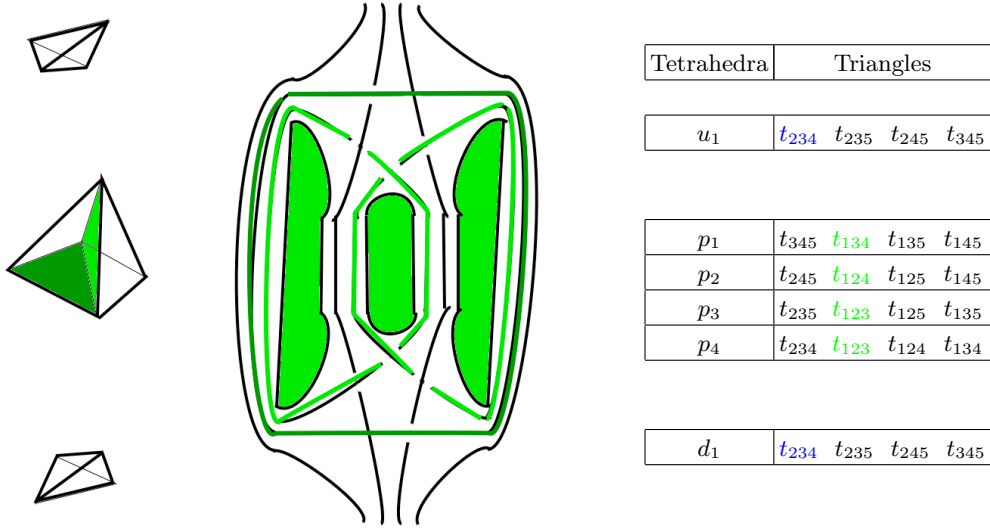 Tetrahedra Triangles
u₁ t₂₃₄ t₂₃₅ t₂₄₅ t₃₄₅
p₁ t₃₄₅ t₁₃₄ t₁₃₅ t₁₄₅
p₂ t₂₄₅ t₁₂₄ t₁₂₅ t₁₄₅
p₃ t₂₃₅ t₁₂₃ t₁₂₅ t₁₃₅
p₄ t₂₃₄ t₁₂₃ t₁₂₄ t₁₃₄
d₁ t₂₃₄ t₂₃₅ t₂₄₅ t₃₄₅